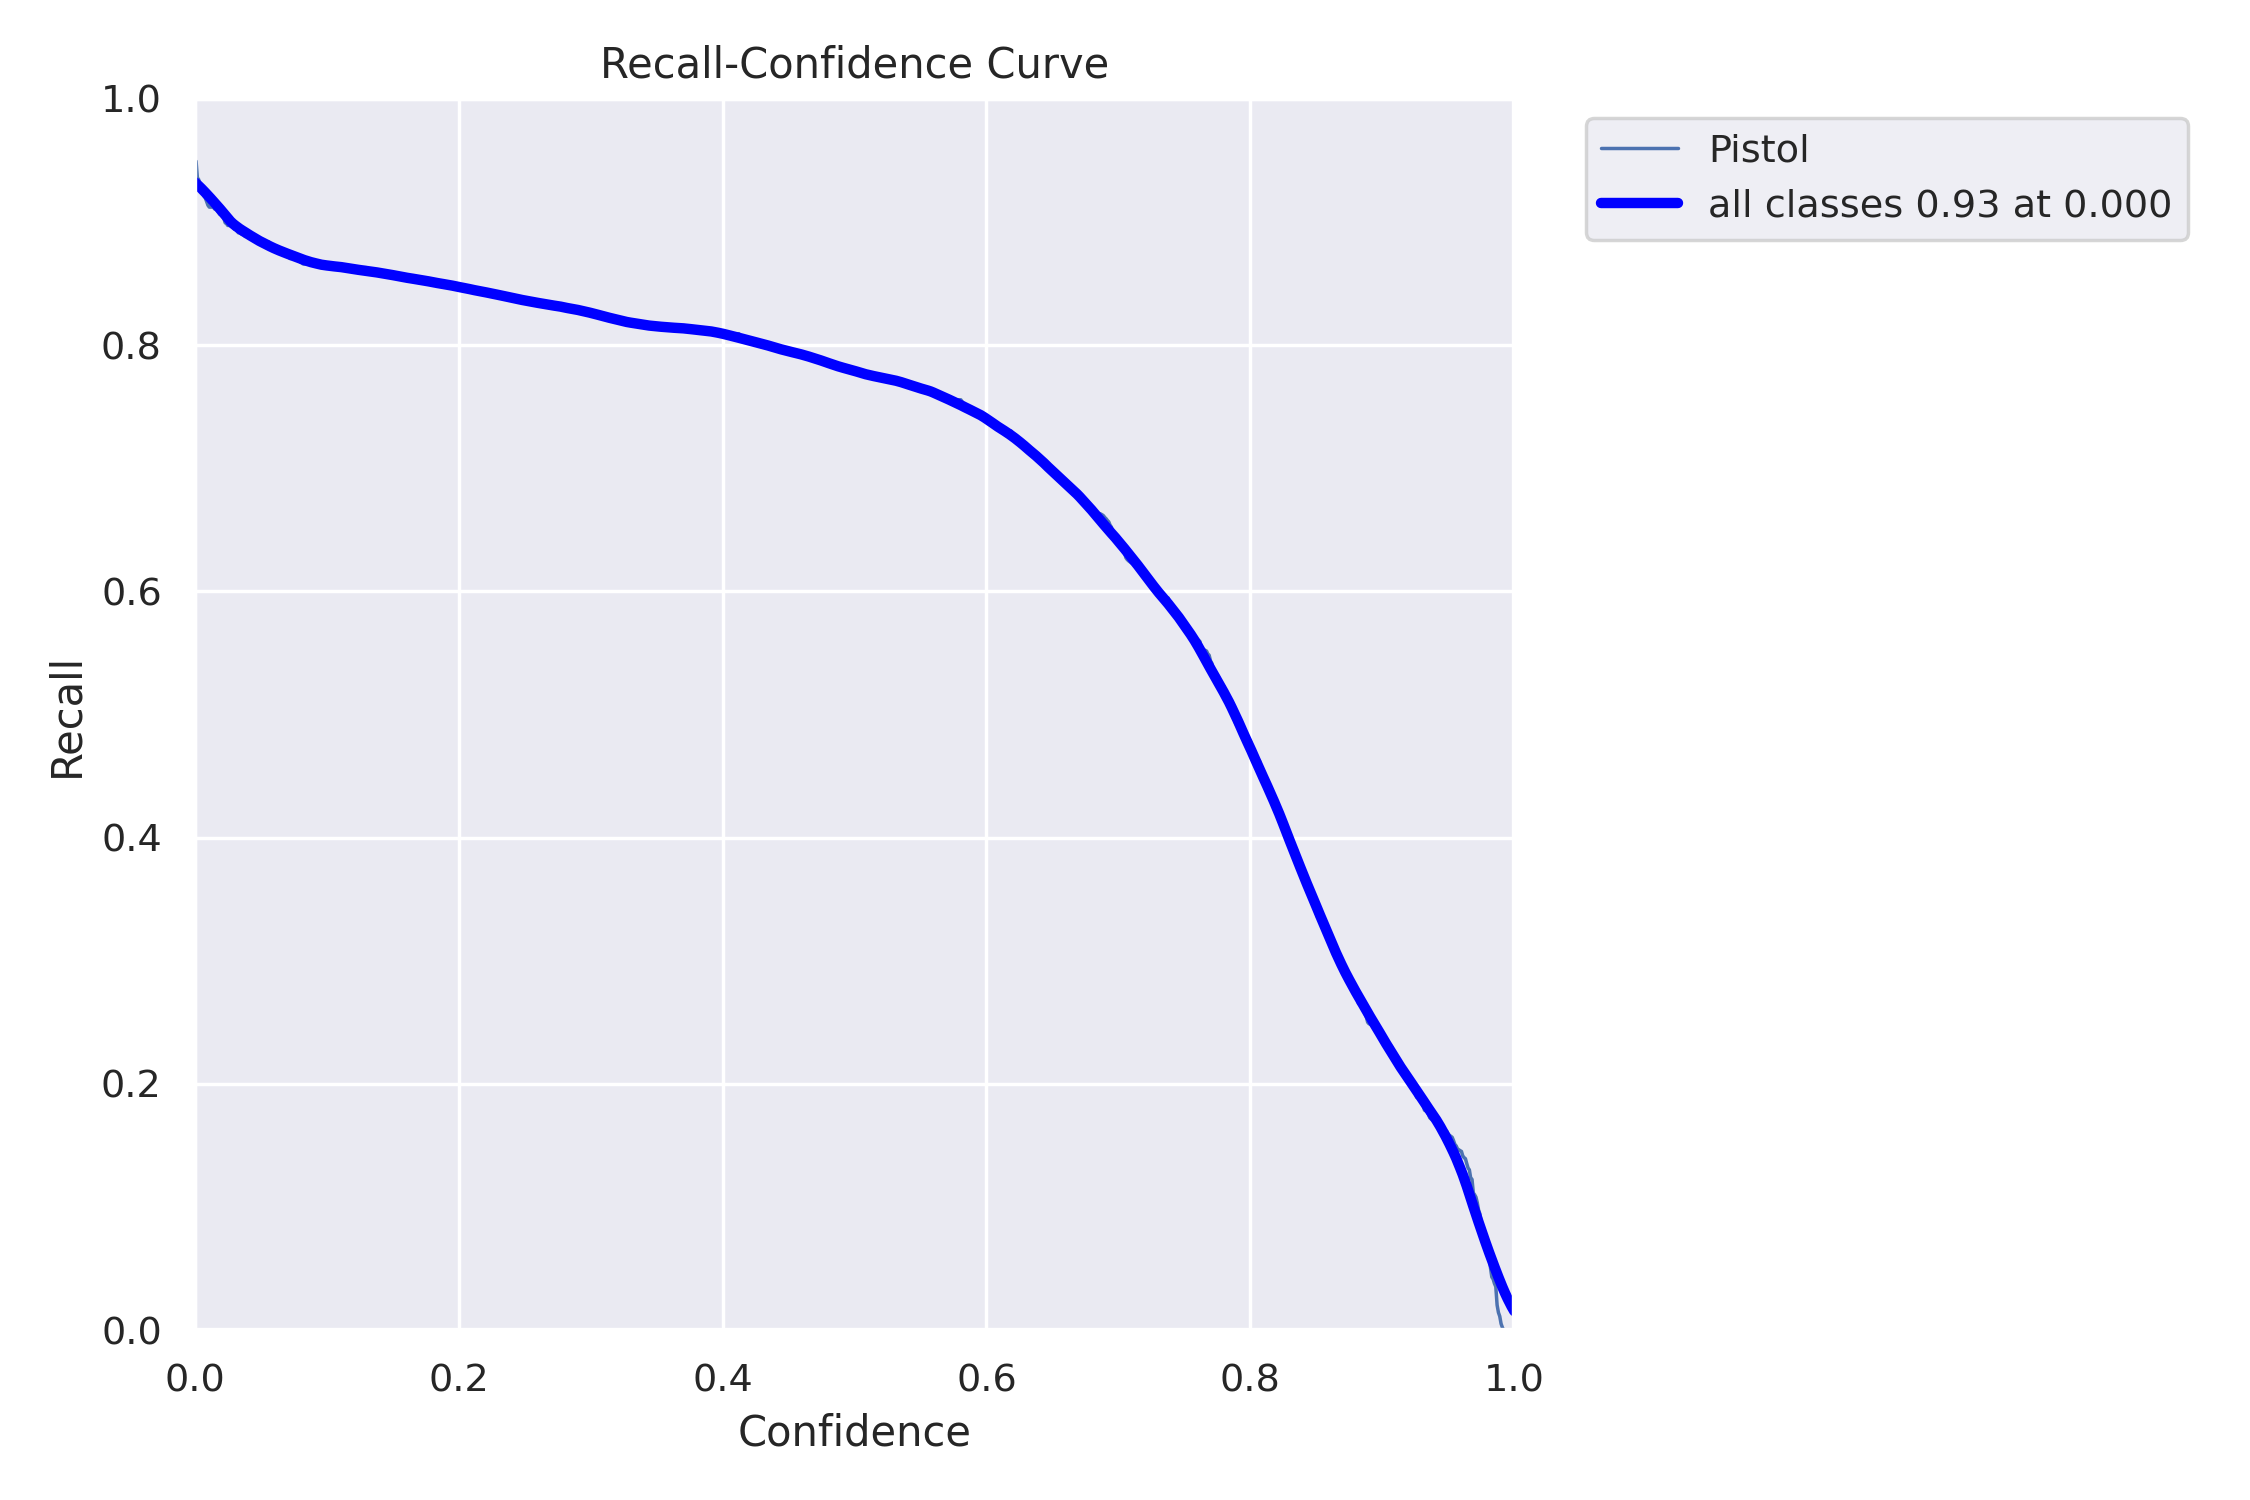 Recall-Confidence Curve
1.0
0.8
0.6
0.4
0.2
0.0
Recall
0.0 0.2 0.4 0.6 0.8 1.0
Confidence
Pistol
all classes 0.93 at 0.000